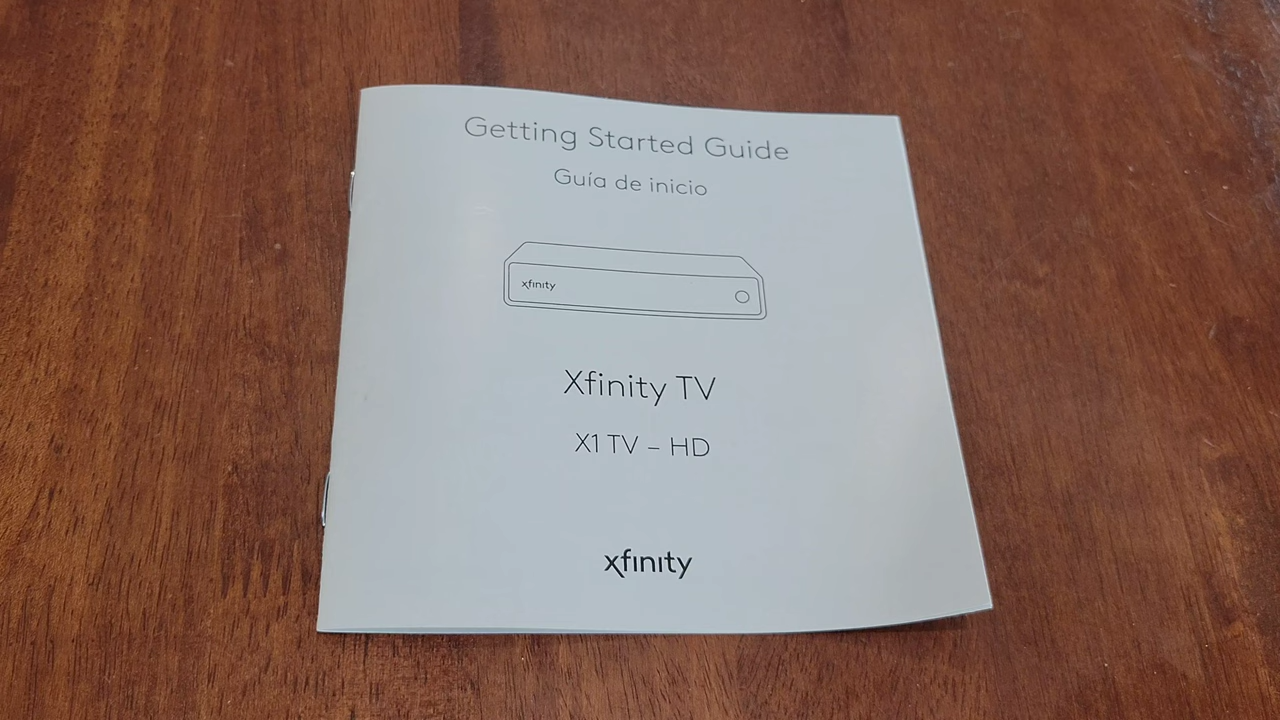 Getting Started Guide
Guía de inicio
xfinity
Xfinity TV
X1 TV – HD
xfinity